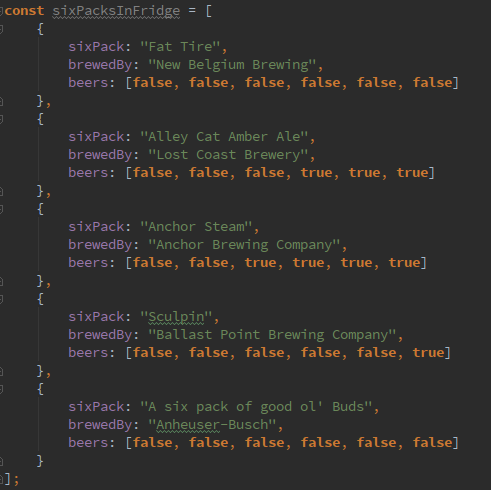 const sixPacksInFridge = [
{
sixPack: "Fat Tire",
brewedBy: "New Belgium Brewing",
beers: [false, false, false, false, false, false]
},
{
sixPack: "Alley Cat Amber Ale",
brewedBy: "Lost Coast Brewery",
beers: [false, false, false, true, true, true]
},
{
sixPack: "Anchor Steam",
brewedBy: "Anchor Brewing Company",
beers: [false, false, true, true, true, true]
},
{
sixPack: "Sculpin",
brewedBy: "Ballast Point Brewing Company",
beers: [false, false, false, false, false, true]
},
{
sixPack: "A six pack of good ol' Buds",
brewedBy: "Anheuser-Busch",
beers: [false, false, false, false, false, false]
}
];